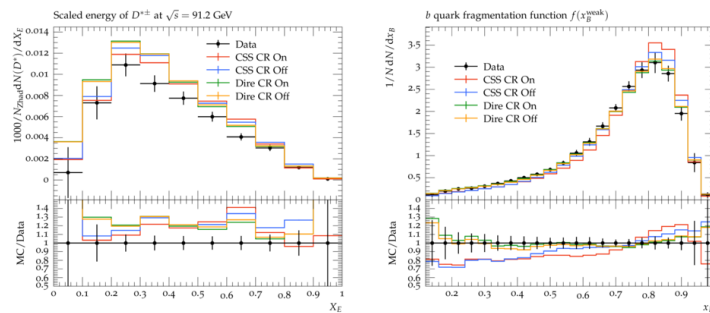 Scaled energy of D*± at √s = 91.2 GeV
1000/N_Zhad dN(D*)/dX_E
0.014
0.012
0.01
0.008
0.006
0.004
0.002
0
Data
CSS CR On
CSS CR Off
Dire CR On
Dire CR Off
MC/Data
1.4
1.3
1.2
1.1
1
0.9
0.8
0.7
0.6
0.5
0 0.1 0.2 0.3 0.4 0.5 0.6 0.7 0.8 0.9 1
X_E
b quark fragmentation function f(x_B^weak)
1/N dN/dx_B
3.5
3
2.5
2
1.5
1
0.5
0
Data
CSS CR On
CSS CR Off
Dire CR On
Dire CR Off
MC/Data
1.4
1.3
1.2
1.1
1
0.9
0.8
0.7
0.6
0.5
0.2 0.3 0.4 0.5 0.6 0.7 0.8 0.9